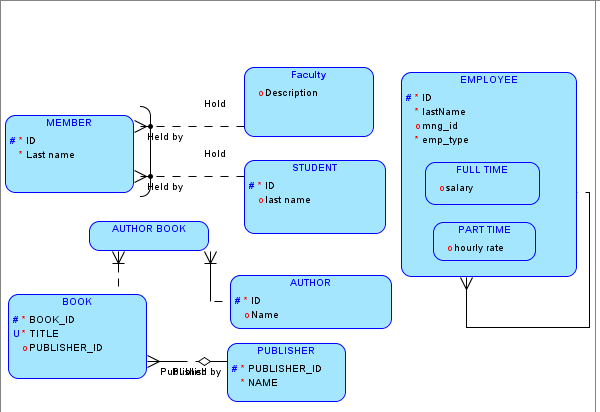 Faculty
o Description
EMPLOYEE
# * ID
* lastName
o mng_id
* emp_type
FULL TIME
o salary
PART TIME
o hourly rate
Hold
MEMBER
# * ID
* Last name
Held by
Hold
Held by
STUDENT
# * ID
o last name
AUTHOR BOOK
AUTHOR
# * ID
o Name
BOOK
# * BOOK_ID
U * TITLE
o PUBLISHER_ID
PUBLISHER
# * PUBLISHER_ID
* NAME
by